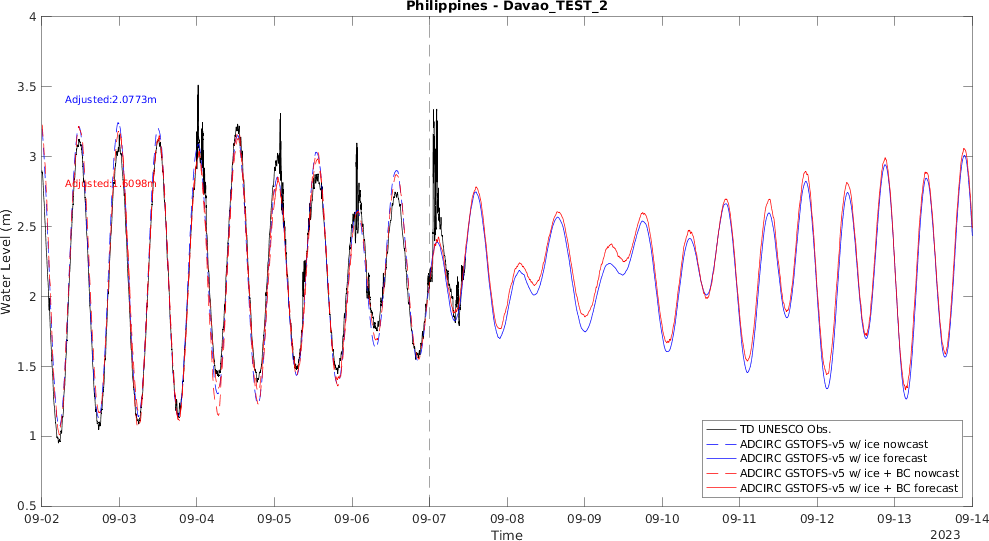 Philippines - Davao_TEST_2
4
3.5
3
2.5
2
1.5
1
0.5
Water Level (m)
Adjusted:2.0773m
Adjusted:1.6098m
TD UNESCO Obs.
ADCIRC GSTOFS-v5 w/ ice nowcast
ADCIRC GSTOFS-v5 w/ ice forecast
ADCIRC GSTOFS-v5 w/ ice + BC nowcast
ADCIRC GSTOFS-v5 w/ ice + BC forecast
09-02 09-03 09-04 09-05 09-06 09-07 09-08 09-09 09-10 09-11 09-12 09-13 09-14
Time
2023